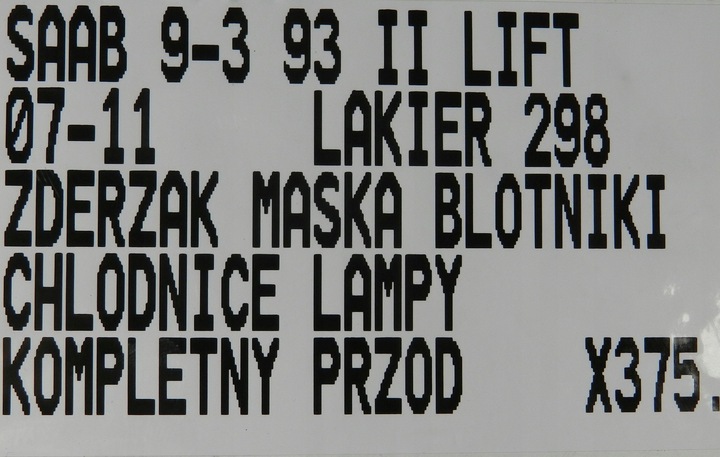 SAAB 9-3 93 II LIFT
07-11 LAKIER 298
ZDERZAK MASKA BLOTNIKI
CHLODNICE LAMPY
KOMPLETNY PRZOD X375.